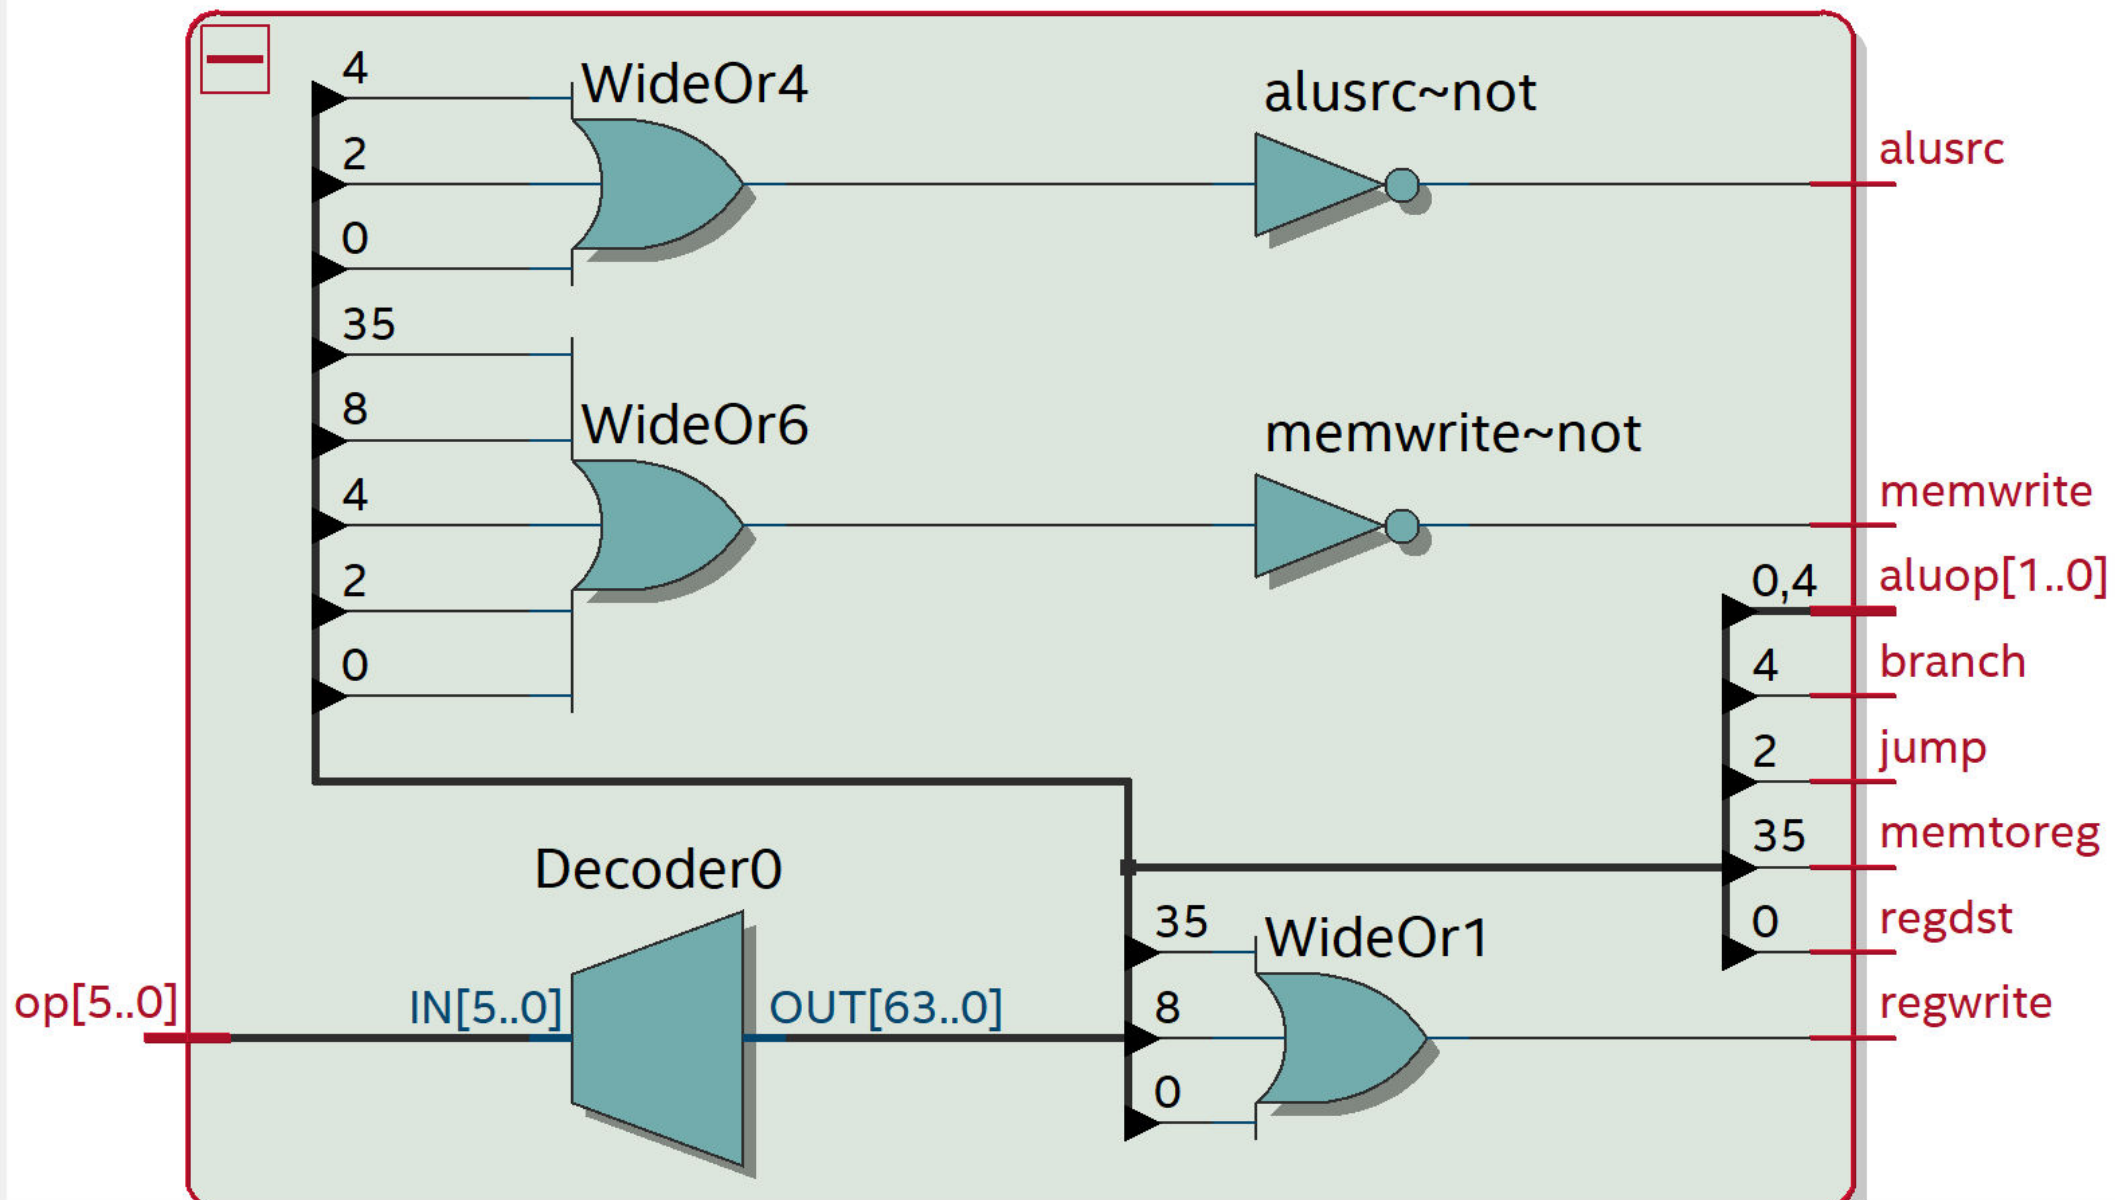 4
WideOr4
alusrc~not
2
alusrc
0
35
8
WideOr6
memwrite~not
4
memwrite
2
0,4
aluop[1..0]
0
4
branch
2
jump
35
memtoreg
Decoder0
35
WideOr1
0
regdst
op[5..0]
IN[5..0]
OUT[63..0]
8
regwrite
0